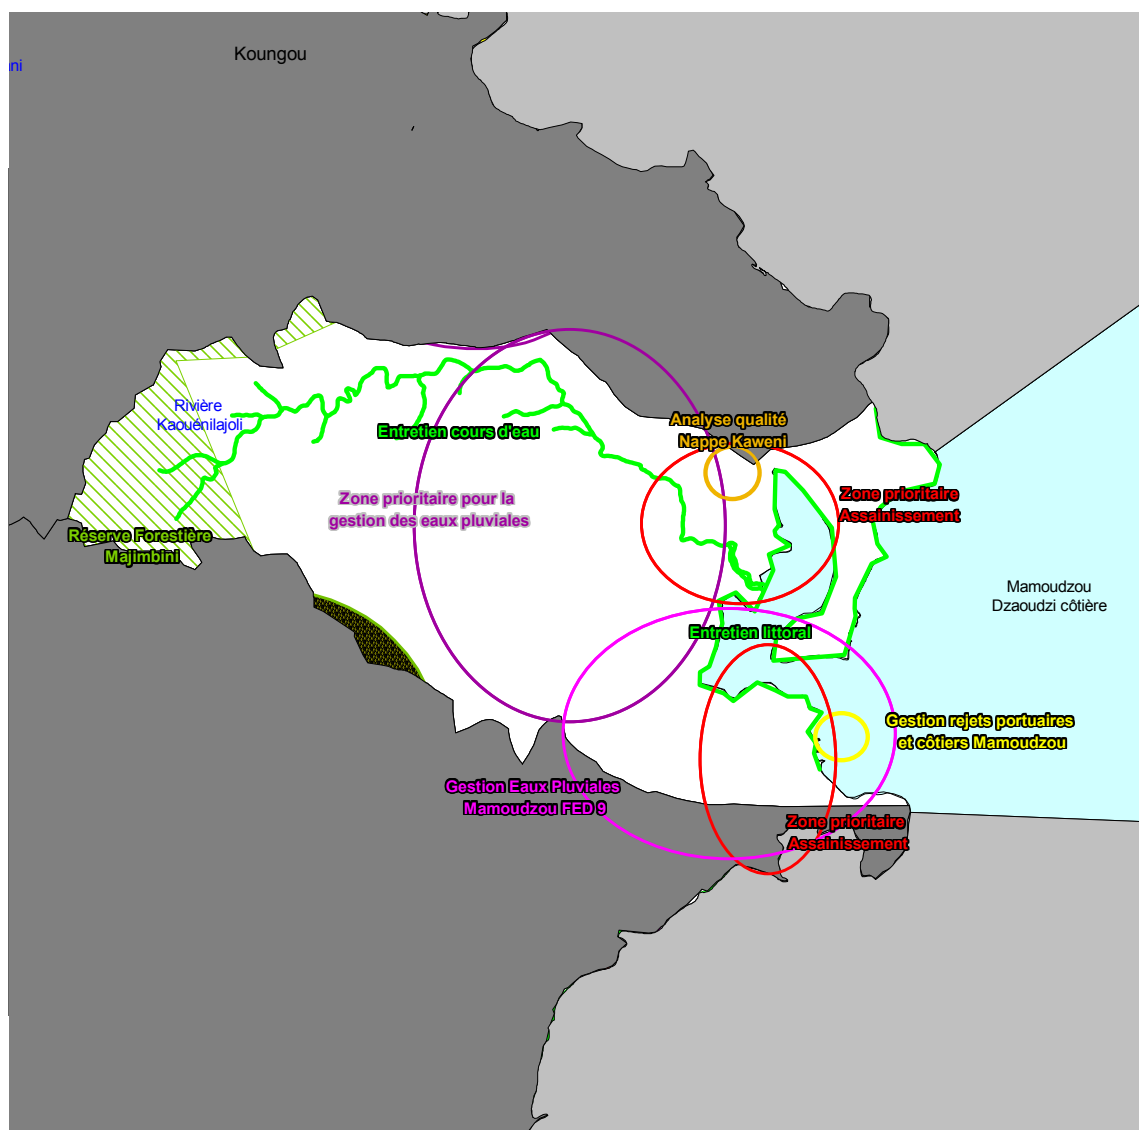 Koungou
ni
Rivière
Kaouénilajoli
Analyse qualité
Nappe Kaweni
Entretien cours d'eau
Zone prioritaire pour la
gestion des eaux pluviales
Zone prioritaire
Assainissement
Réserve Forestière
Majimbini
Mamoudzou
Dzaoudzi côtière
Entretien littoral
Gestion rejets portuaires
et côtiers Mamoudzou
Gestion Eaux Pluviales
Mamoudzou FED 9
Zone prioritaire
Assainissement